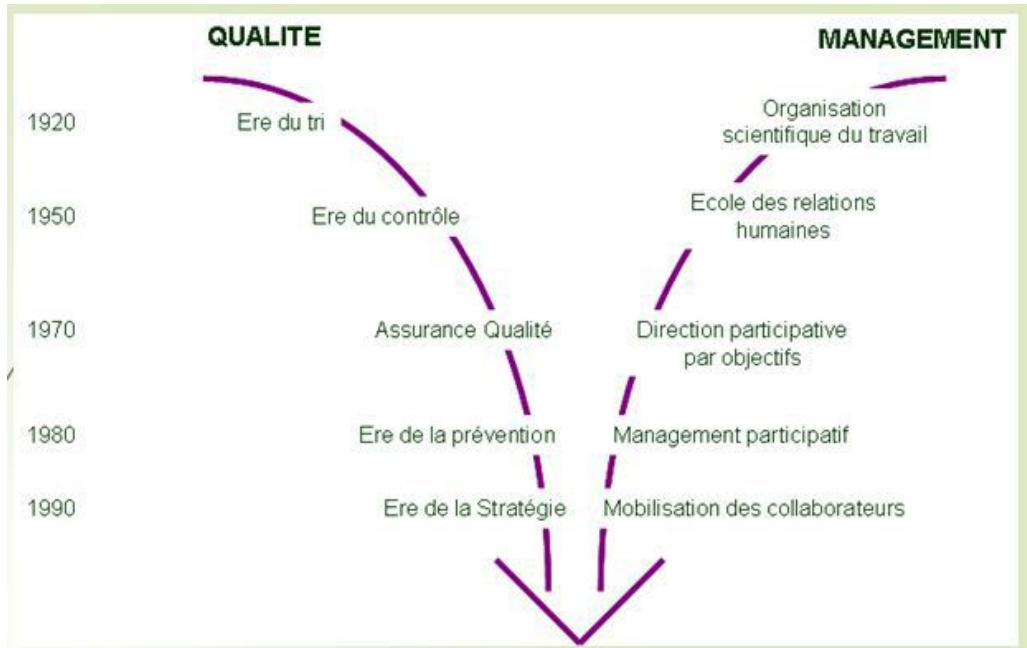 QUALITE MANAGEMENT
1920 Ere du tri Organisation
scientifique du travail
1950 Ere du contrôle Ecole des relations
humaines
1970 Assurance Qualité Direction participative
par objectifs
1980 Ere de la prévention Management participatif
1990 Ere de la Stratégie Mobilisation des collaborateurs